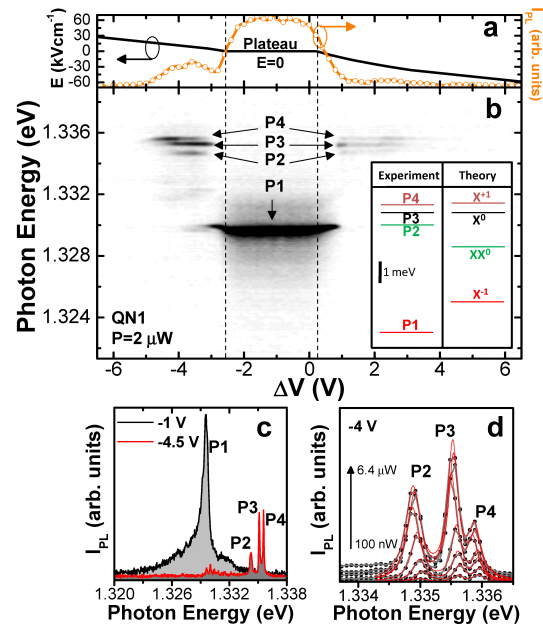 a
E (kVcm⁻¹)
60
30
0
-30
-60
Plateau
E=0
I_PL (arb. units)
b
Photon Energy (eV)
1.336
1.332
1.328
1.324
P4
P3
P2
P1
QN1
P=2 μW
Experiment Theory
P4 X⁺¹
P3 X⁰
P2 XX⁰
1 meV
X⁻¹
P1
-6 -4 -2 0 2 4 6
ΔV (V)
c
-1 V
-4.5 V
P1
P3
P2 P4
I_PL (arb. units)
1.320 1.326 1.332 1.338
Photon Energy (eV)
d
-4 V
P3
P2
P4
6.4 μW
100 nW
I_PL (arb. units)
1.334 1.335 1.336
Photon Energy (eV)